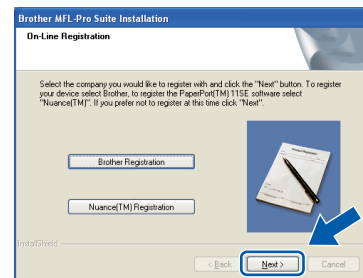 Brother MFL-Pro Suite Installation
On-Line Registration
Select the company you would like to register with and click the "Next" button. To register
your device select Brother, to register the PaperPort(TM) 11SE software select
"Nuance(TM)". If you prefer not to register at this time click "Next".
Brother Registration
Nuance(TM) Registration
InstallShield
< Back
Next >
Cancel